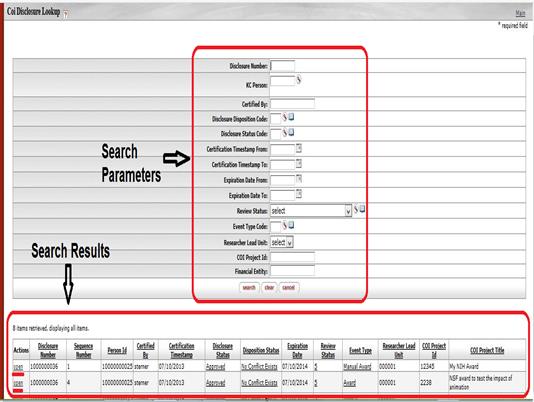 Coi Disclosure Lookup
Main
* required field
Disclosure Number:
KC Person:
Certified By:
Disclosure Disposition Code:
Disclosure Status Code:
Certification Timestamp From:
Certification Timestamp To:
Expiration Date From:
Expiration Date To:
Review Status: select
Event Type Code:
Researcher Lead Unit: select
COI Project Id:
Financial Entity:
search clear cancel
Search Parameters
Search Results
8 items retrieved, displaying all items.
Actions Disclosure Number Sequence Number Person Id Certified By Certification Timestamp Disclosure Status Disposition Status Expiration Date Review Status Event Type Researcher Lead Unit COI Project Id COI Project Title
open 1000000036 1 10000000025 sterner 07/10/2013 Approved No Conflict Exists 07/10/2014 5 Manual Award 000001 12345 My NIH Award
open 1000000036 4 10000000025 sterner 07/10/2013 Approved No Conflict Exists 07/10/2014 5 Award 000001 2238 NSF award to test the impact of animation